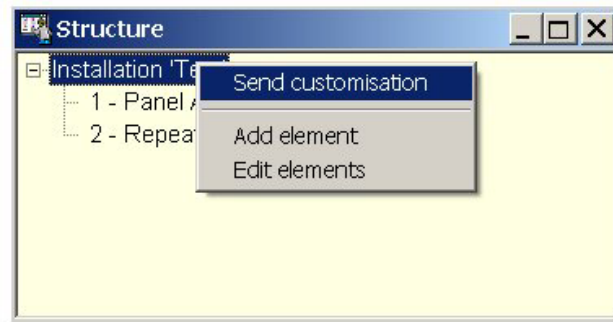 Structure
Installation 'Te
Send customisation
1 - Panel
2 - Repea
Add element
Edit elements